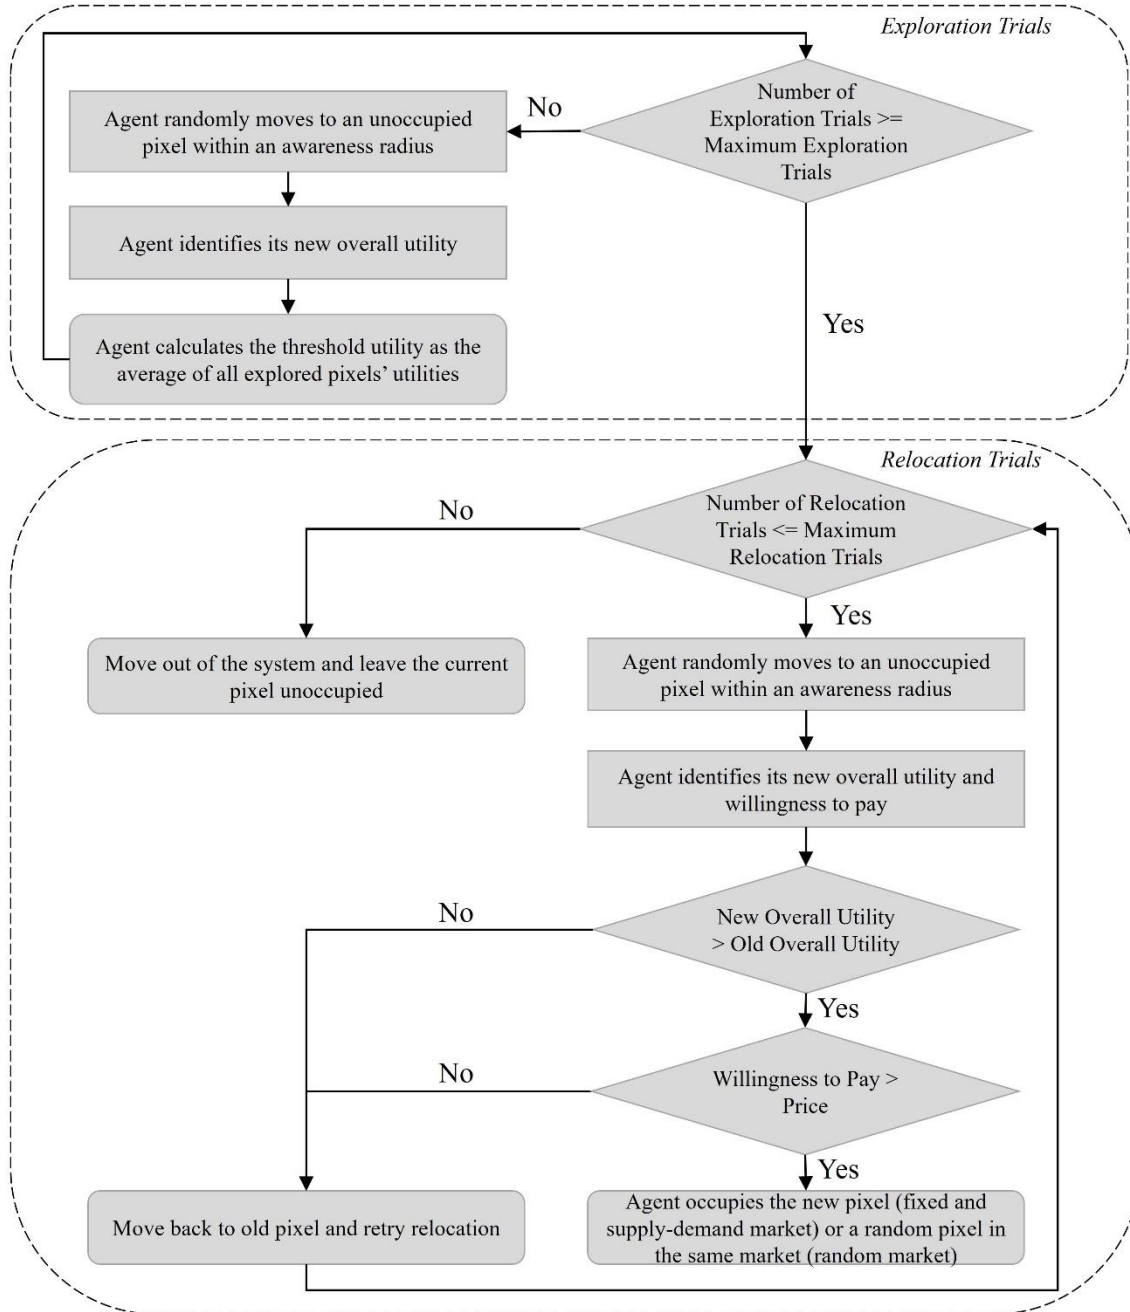 Exploration Trials
Number of
Exploration Trials >=
Maximum Exploration
Trials
No
Agent randomly moves to an unoccupied
pixel within an awareness radius
Agent identifies its new overall utility
Agent calculates the threshold utility as the
average of all explored pixels’ utilities
Yes
Relocation Trials
Number of Relocation
Trials <= Maximum
Relocation Trials
No
Yes
Move out of the system and leave the current
pixel unoccupied
Agent randomly moves to an unoccupied
pixel within an awareness radius
Agent identifies its new overall utility and
willingness to pay
New Overall Utility
> Old Overall Utility
No
Yes
Willingness to Pay >
Price
No
Yes
Move back to old pixel and retry relocation
Agent occupies the new pixel (fixed and
supply-demand market) or a random pixel in
the same market (random market)